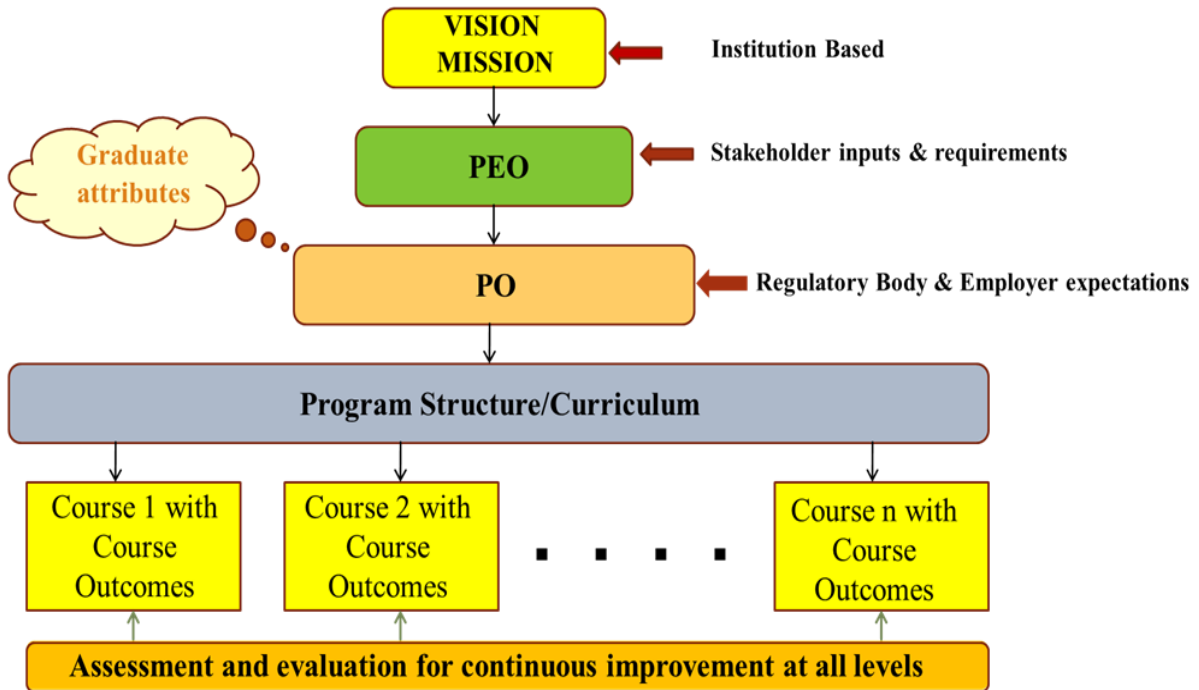 VISION
MISSION
Institution Based
Graduate
attributes
PEO
Stakeholder inputs & requirements
PO
Regulatory Body & Employer expectations
Program Structure/Curriculum
Course 1 with
Course
Outcomes
Course 2 with
Course
Outcomes
Course n with
Course
Outcomes
Assessment and evaluation for continuous improvement at all levels